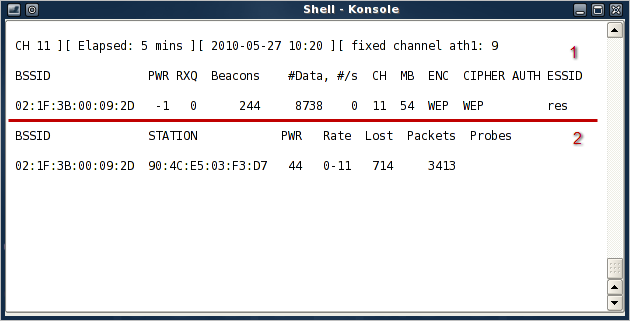 Shell - Konsole
CH 11 ][ Elapsed: 5 mins ][ 2010-05-27 10:20 ][ fixed channel ath1: 9
1
BSSID PWR RXQ Beacons #Data, #/s CH MB ENC CIPHER AUTH ESSID
02:1F:3B:00:09:2D -1 0 244 8738 0 11 54 WEP WEP res
BSSID STATION PWR Rate Lost Packets Probes
2
02:1F:3B:00:09:2D 90:4C:E5:03:F3:D7 44 0-11 714 3413